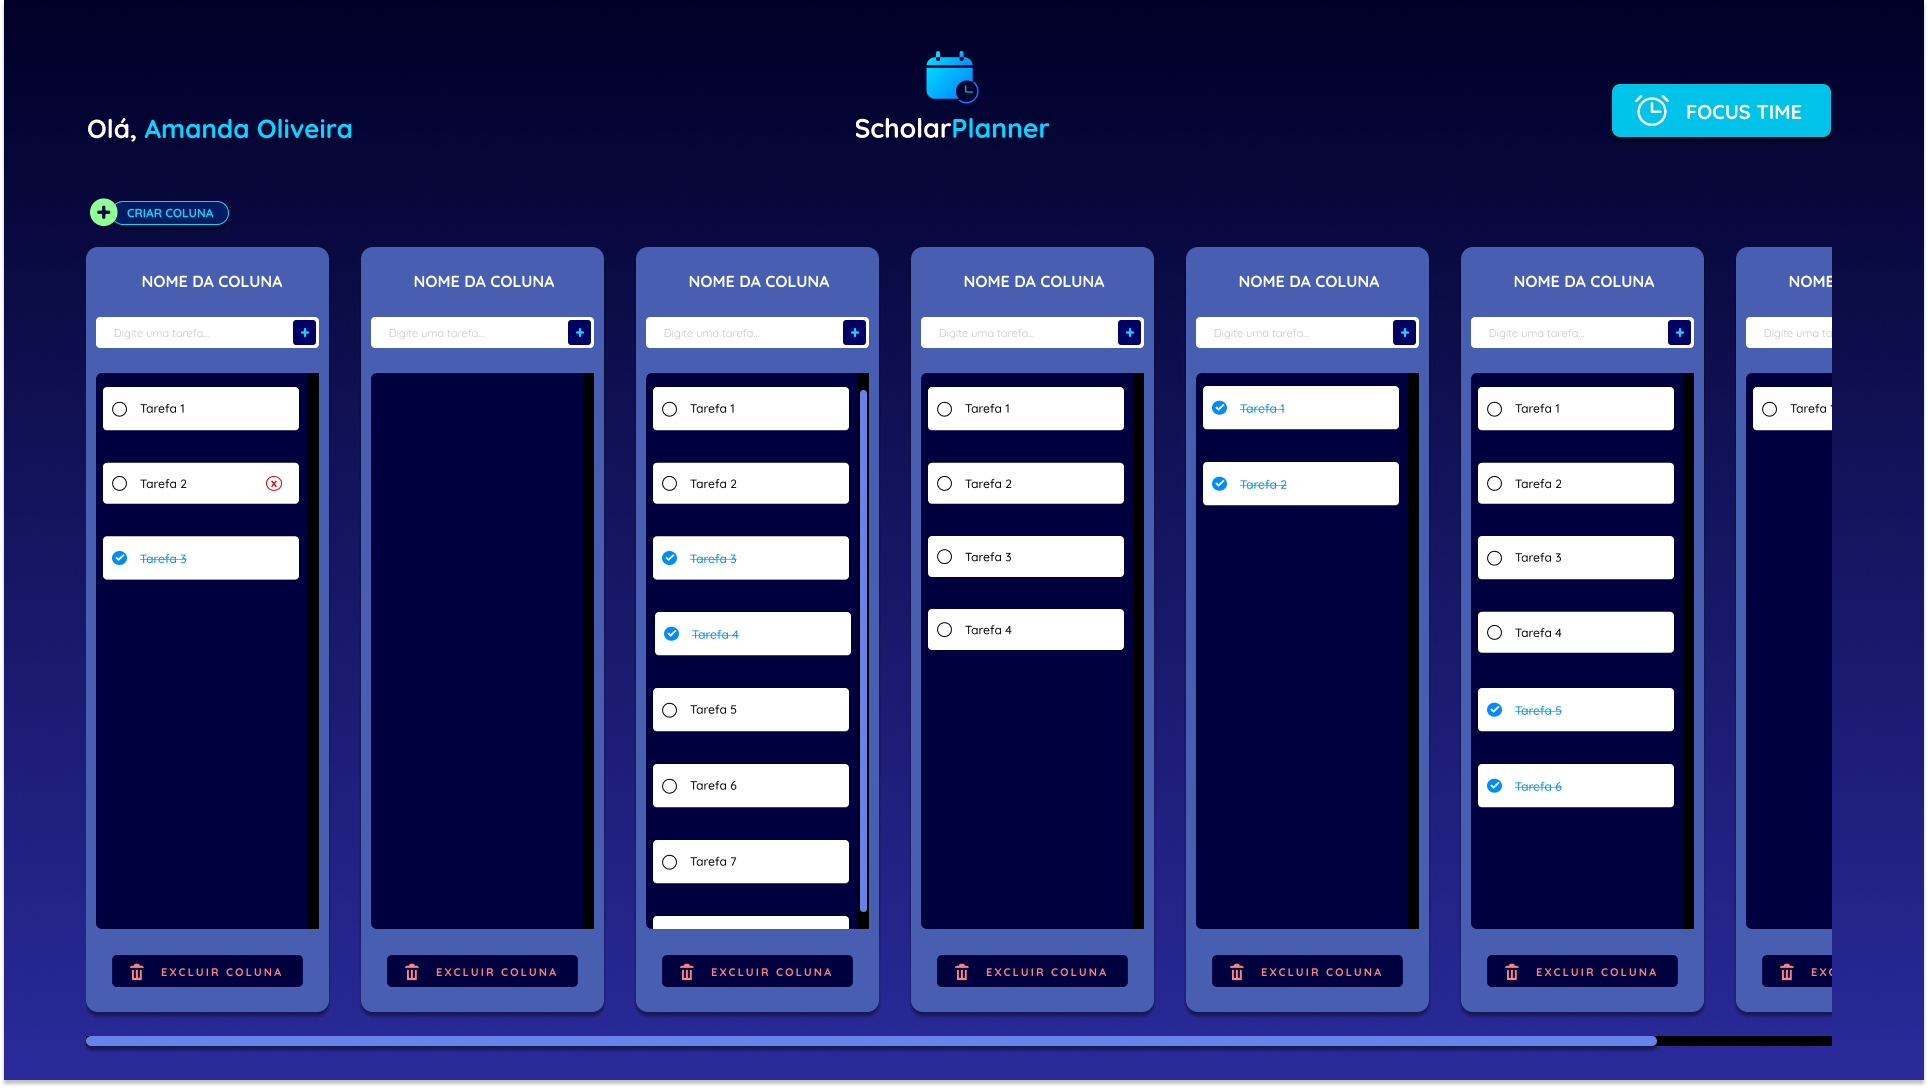 Olá, Amanda Oliveira
ScholarPlanner
FOCUS TIME
CRIAR COLUNA
NOME DA COLUNA
Digite uma tarefa...
Tarefa 1
Tarefa 2
Tarefa 3
EXCLUIR COLUNA
NOME DA COLUNA
Digite uma tarefa...
EXCLUIR COLUNA
NOME DA COLUNA
Digite uma tarefa...
Tarefa 1
Tarefa 2
Tarefa 3
Tarefa 4
Tarefa 5
Tarefa 6
Tarefa 7
EXCLUIR COLUNA
NOME DA COLUNA
Digite uma tarefa...
Tarefa 1
Tarefa 2
Tarefa 3
Tarefa 4
EXCLUIR COLUNA
NOME DA COLUNA
Digite uma tarefa...
Tarefa 1
Tarefa 2
EXCLUIR COLUNA
NOME DA COLUNA
Digite uma tarefa...
Tarefa 1
Tarefa 2
Tarefa 3
Tarefa 4
Tarefa 5
Tarefa 6
EXCLUIR COLUNA
NOME
Digite uma ta
Tarefa
EXC